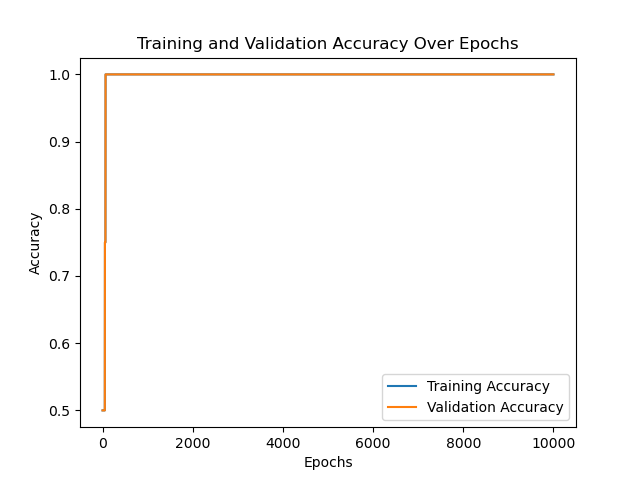 Training and Validation Accuracy Over Epochs
1.0
0.9
0.8
0.7
0.6
0.5
Accuracy
Training Accuracy
Validation Accuracy
0 2000 4000 6000 8000 10000
Epochs